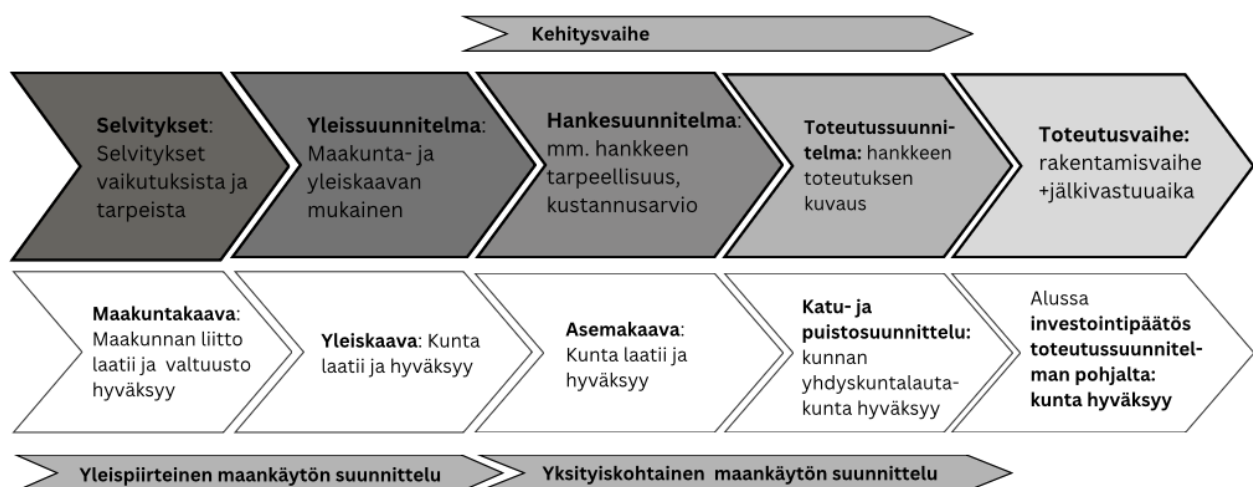 Kehitysvaihe
Selvitykset:
Selvitykset
vaikutuksista ja
tarpeista
Yleissuunnitelma:
Maakunta- ja
yleiskaavan
mukainen
Hankesuunnitelma:
mm. hankkeen
tarpeellisuus,
kustannusarvio
Toteutussuunni-
telma: hankkeen
toteutuksen
kuvaus
Toteutusvaihe:
rakentamisvaihe
+jälkivastuuaika
Maakuntakaava:
Maakunnan liitto
laatii ja valtuusto
hyväksyy
Yleiskaava: Kunta
laatii ja hyväksyy
Asemakaava:
Kunta laatii ja
hyväksyy
Katu- ja
puistosuunnittelu:
kunnan
yhdyskuntalauta-
kunta hyväksyy
Alussa
investointipäätös
toteutussuunnitel-
man pohjalta:
kunta hyväksyy
Yleispiirteinen maankäytön suunnittelu
Yksityiskohtainen maankäytön suunnittelu